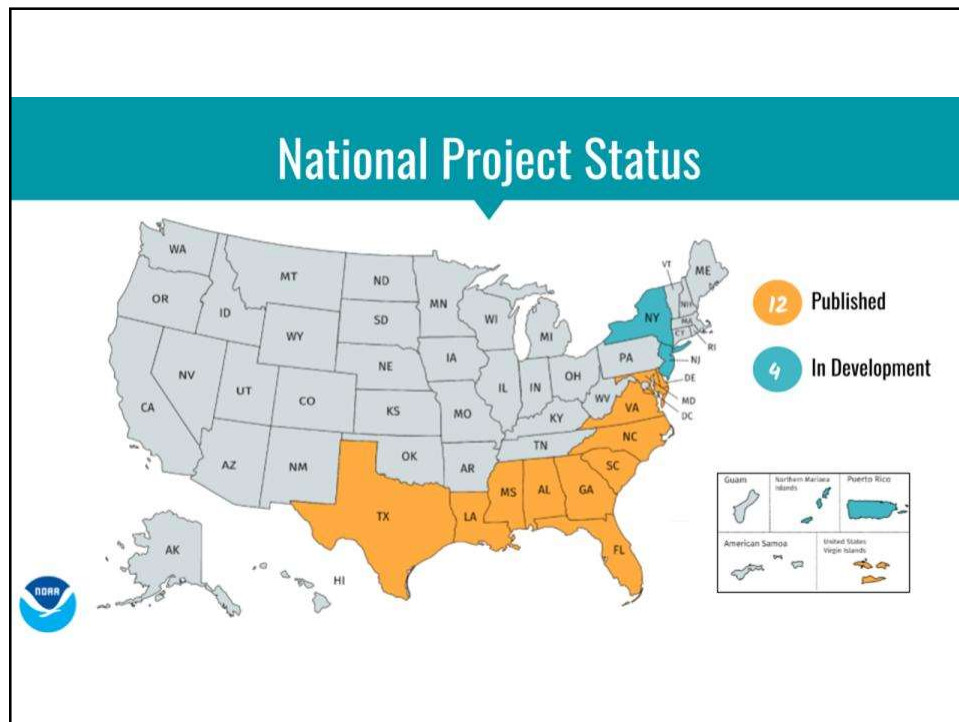 National Project Status
WA
OR
CA
NV
ID
MT
WY
UT
AZ
CO
NM
ND
SD
NE
KS
OK
TX
MN
IA
MO
AR
LA
WI
IL
MI
IN
OH
KY
TN
MS
AL
GA
FL
SC
NC
VA
WV
PA
NY
VT
NH
ME
MA
CT
RI
NJ
DE
MD
DC
AK
HI
12 Published
4 In Development
Guam
Northern Mariana
Islands
Puerto Rico
American Samoa
United States
Virgin Islands
NOAA